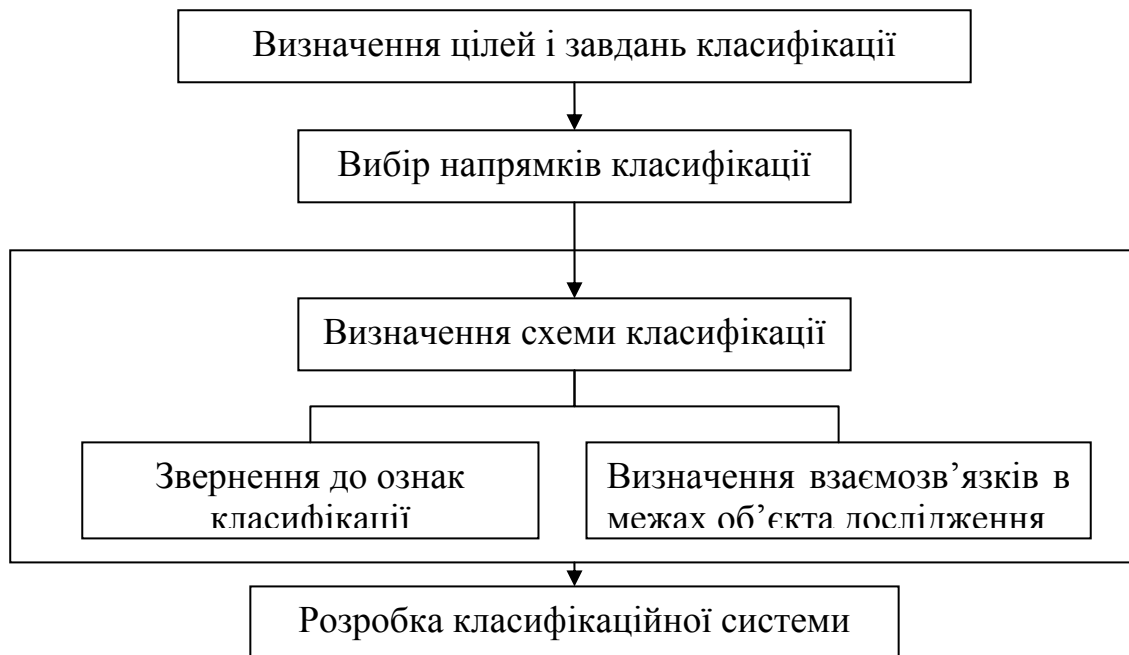 Визначення цілей і завдань класифікації
Вибір напрямків класифікації
Визначення схеми класифікації
Звернення до ознак
класифікації
Визначення взаємозв’язків в
межах об’єкта дослідження
Розробка класифікаційної системи